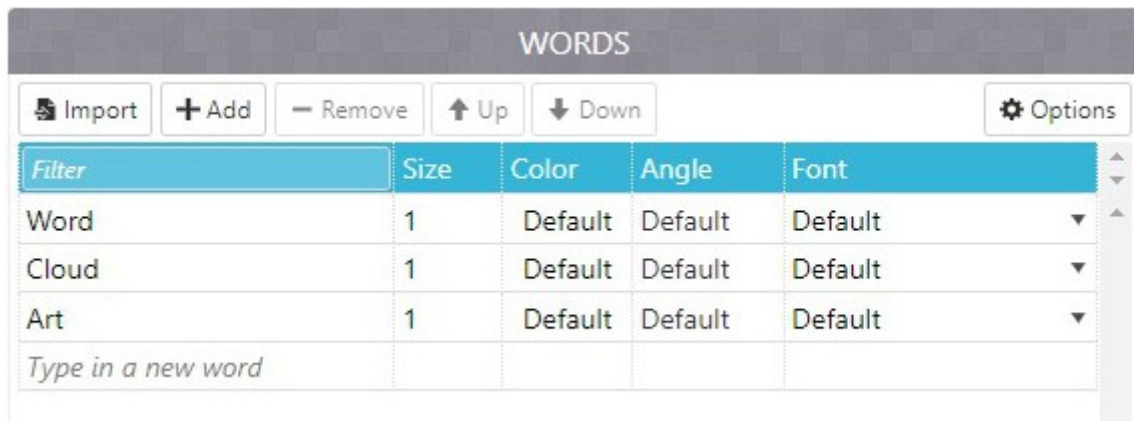 WORDS
Import Add Remove Up Down Options
Filter Size Color Angle Font
Word 1 Default Default Default
Cloud 1 Default Default Default
Art 1 Default Default Default
Type in a new word